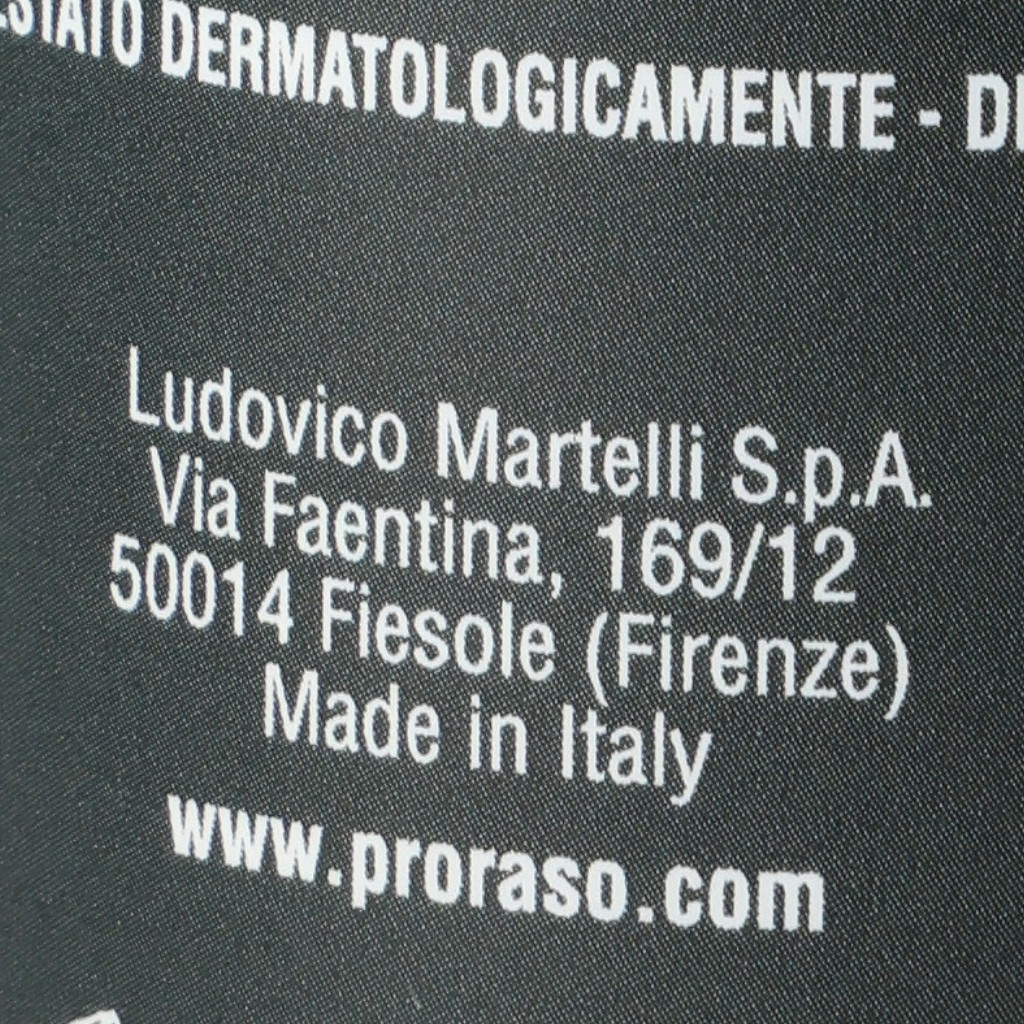 DERMATOLOGICAMENTE -
Ludovico Martelli S.p.A.
Via Faentina, 169/12
50014 Fiesole (Firenze)
Made in Italy
www.proraso.com